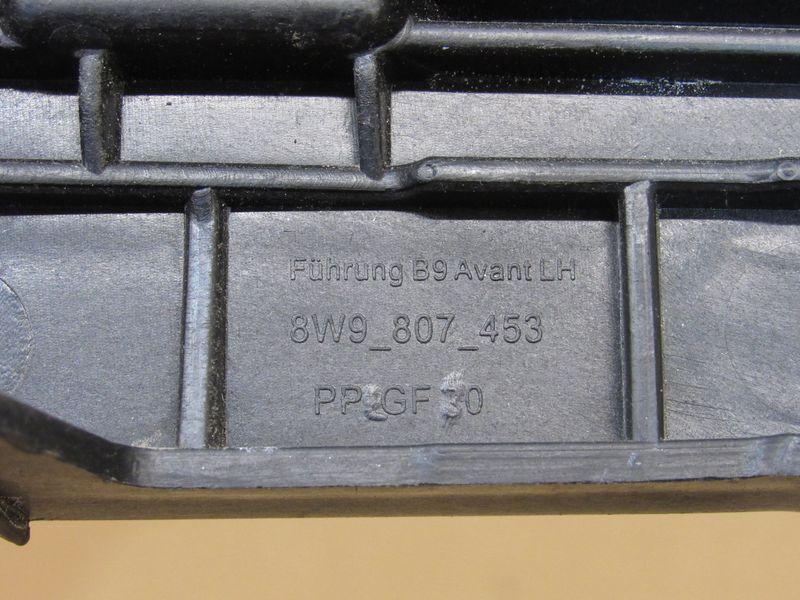 Führung B9 Avant LH
8W9_807_453
PP GF 30